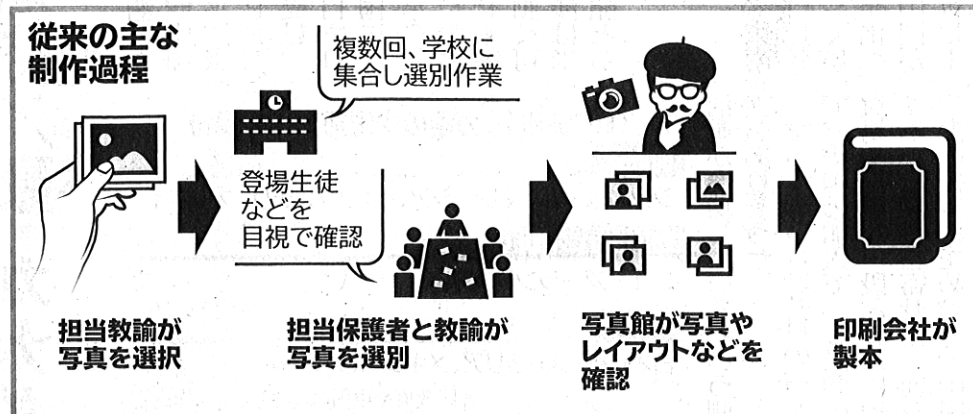 従来の主な
制作過程
複数回、学校に
集合し選別作業
登場生徒
などを
目視で確認
担当教諭が
写真を選択
担当保護者と教諭が
写真を選別
写真館が写真や
レイアウトなどを
確認
印刷会社が
製本